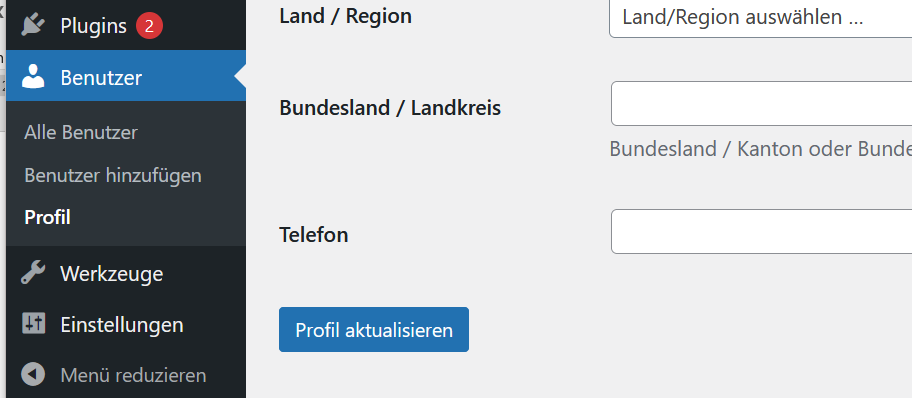 Plugins 2
Benutzer
Alle Benutzer
Benutzer hinzufügen
Profil
Werkzeuge
Einstellungen
Menü reduzieren
Land / Region
Land/Region auswählen ...
Bundesland / Landkreis
Bundesland / Kanton oder
Telefon
Profil aktualisieren